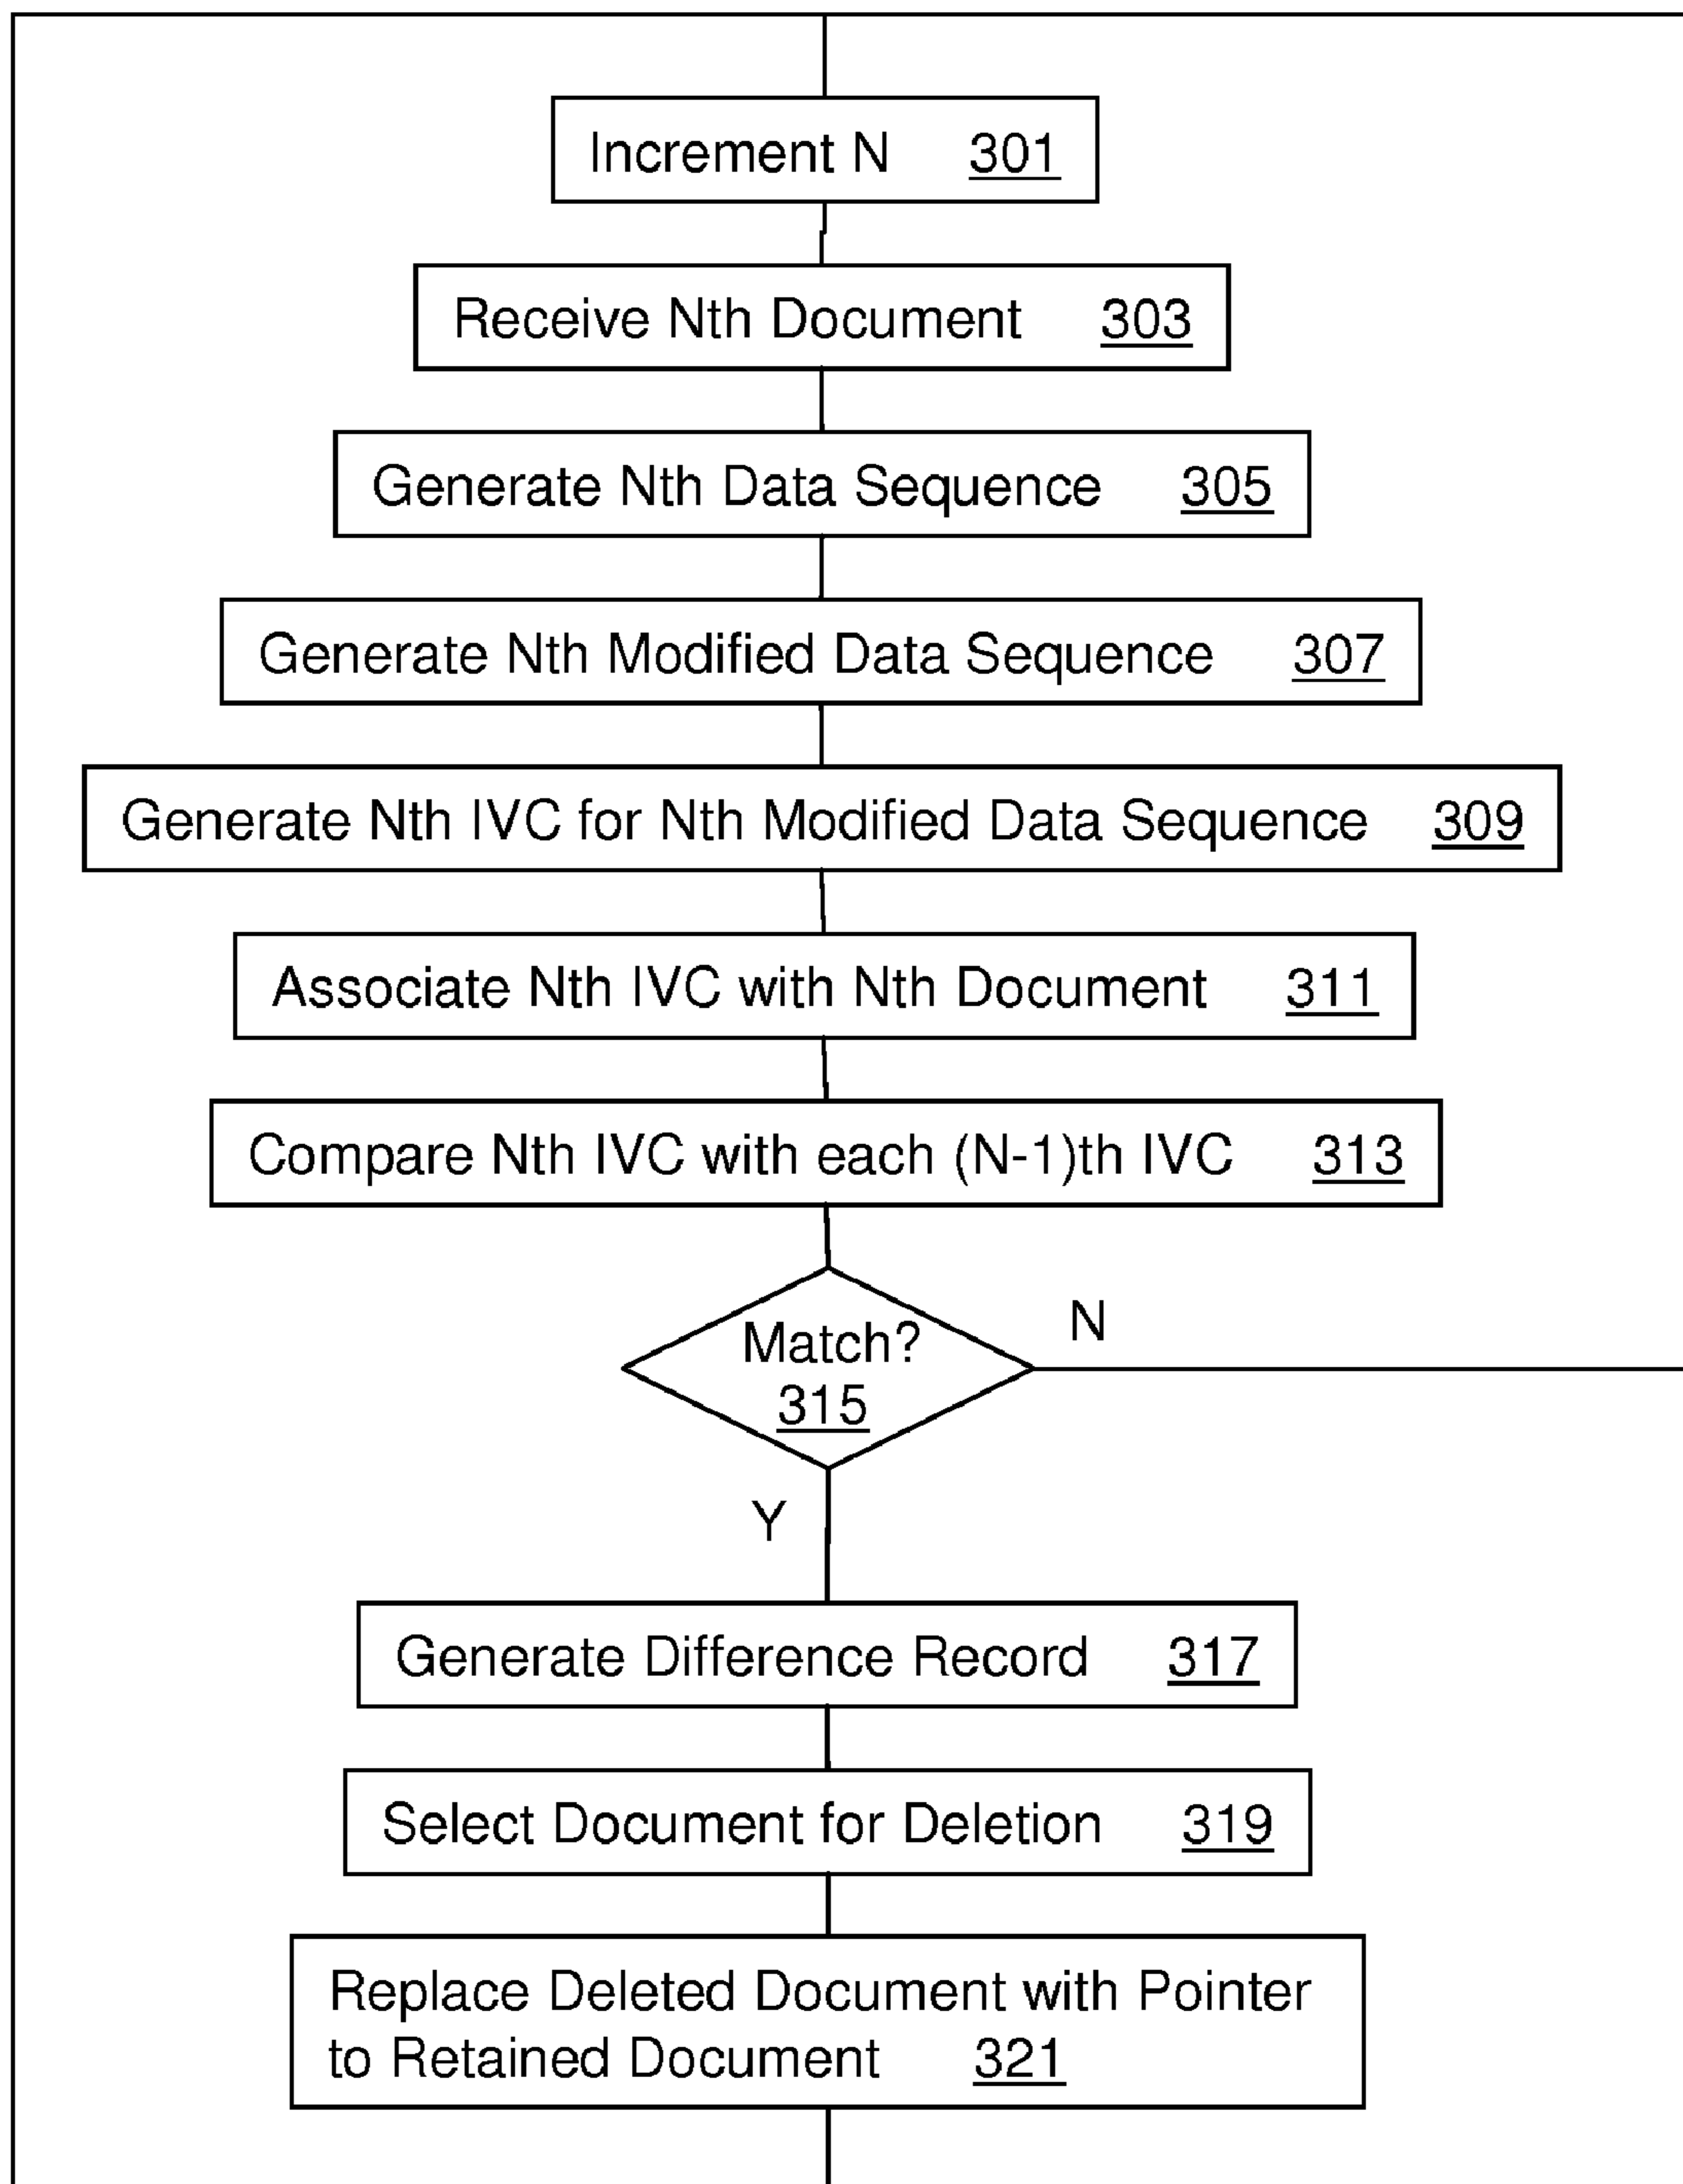 Increment N 301
Receive Nth Document 303
Generate Nth Data Sequence 305
Generate Nth Modified Data Sequence 307
Generate Nth IVC for Nth Modified Data Sequence 309
Associate Nth IVC with Nth Document 311
Compare Nth IVC with each (N-1)th IVC 313
N
Match?
315
Y
Generate Difference Record 317
Select Document for Deletion 319
Replace Deleted Document with Pointer
to Retained Document 321